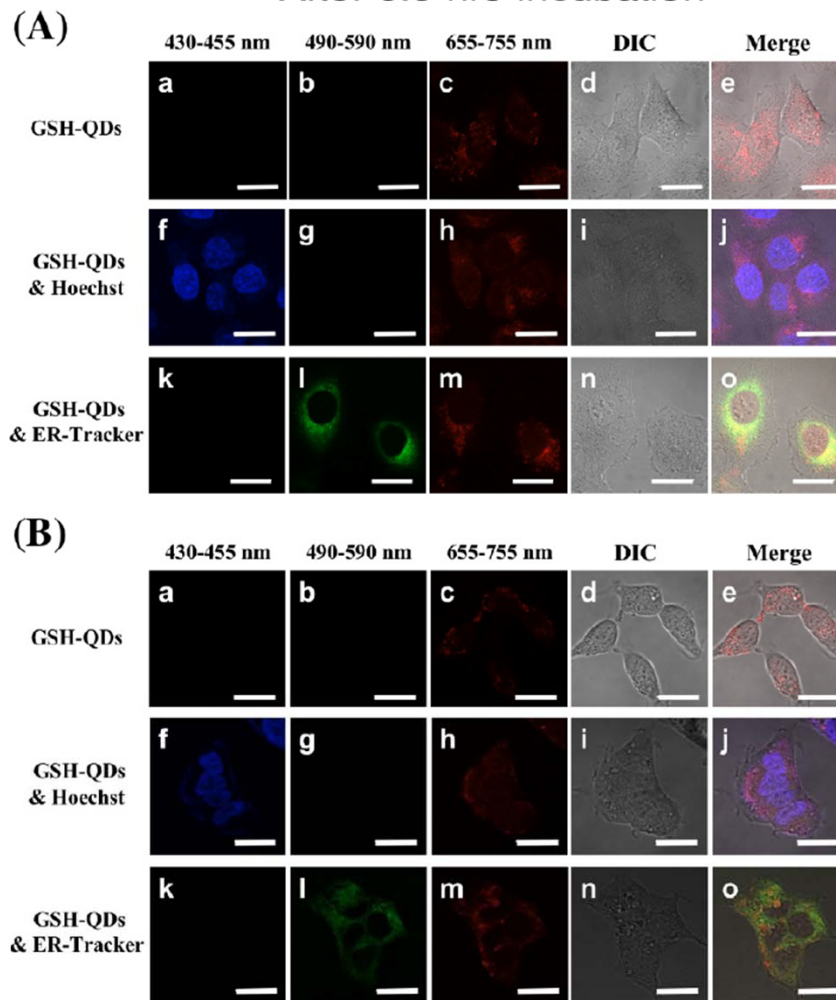 (A)
430-455 nm 490-590 nm 655-755 nm DIC Merge
GSH-QDs
a b c d e
GSH-QDs
& Hoechst
f g h i j
GSH-QDs
& ER-Tracker
k l m n o
(B)
430-455 nm 490-590 nm 655-755 nm DIC Merge
GSH-QDs
a b c d e
GSH-QDs
& Hoechst
f g h i j
GSH-QDs
& ER-Tracker
k l m n o